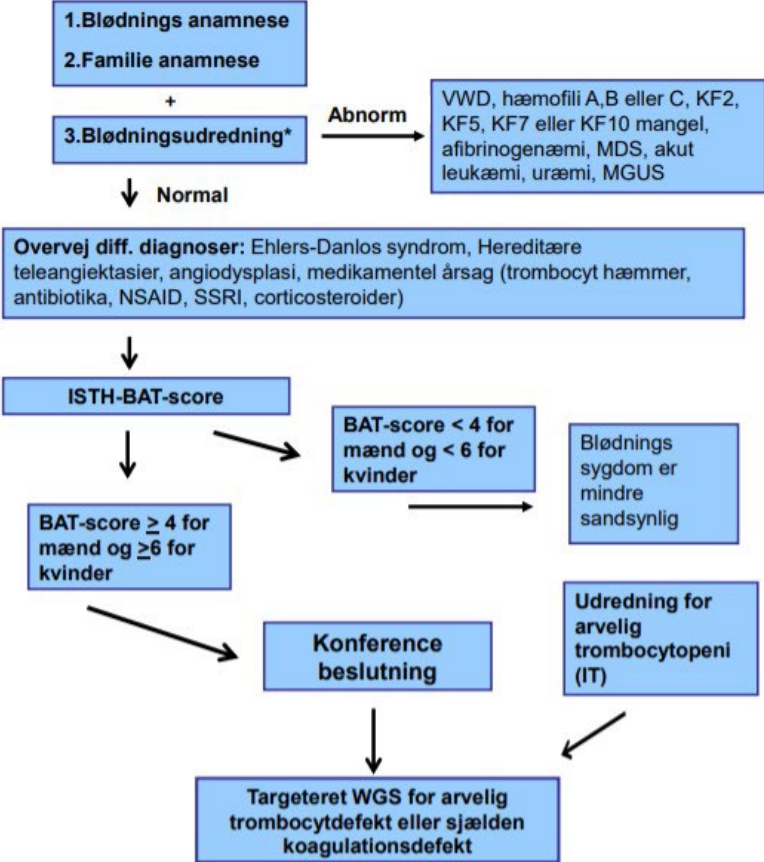 1.Blødnings anamnese
2.Familie anamnese
+
3.Blødningsudredning*
Abnorm
VWD, hæmofili A,B eller C, KF2,
KF5, KF7 eller KF10 mangel,
afibrinogenæmi, MDS, akut
leukæmi, uræmi, MGUS
Normal
Overvej diff. diagnoser: Ehlers-Danlos syndrom, Hereditære
teleangiektasier, angiodysplasi, medikamentel årsag (trombocyt hæmmer,
antibiotika, NSAID, SSRI, corticosteroider)
ISTH-BAT-score
BAT-score < 4 for
mænd og < 6 for
kvinder
Blødnings
sygdom er
mindre
sandsynlig
BAT-score ≥ 4 for
mænd og ≥6 for
kvinder
Udredning for
arvelig
trombocytopeni
(IT)
Konference
beslutning
Targeteret WGS for arvelig
trombocytdefekt eller sjælden
koagulationsdefekt